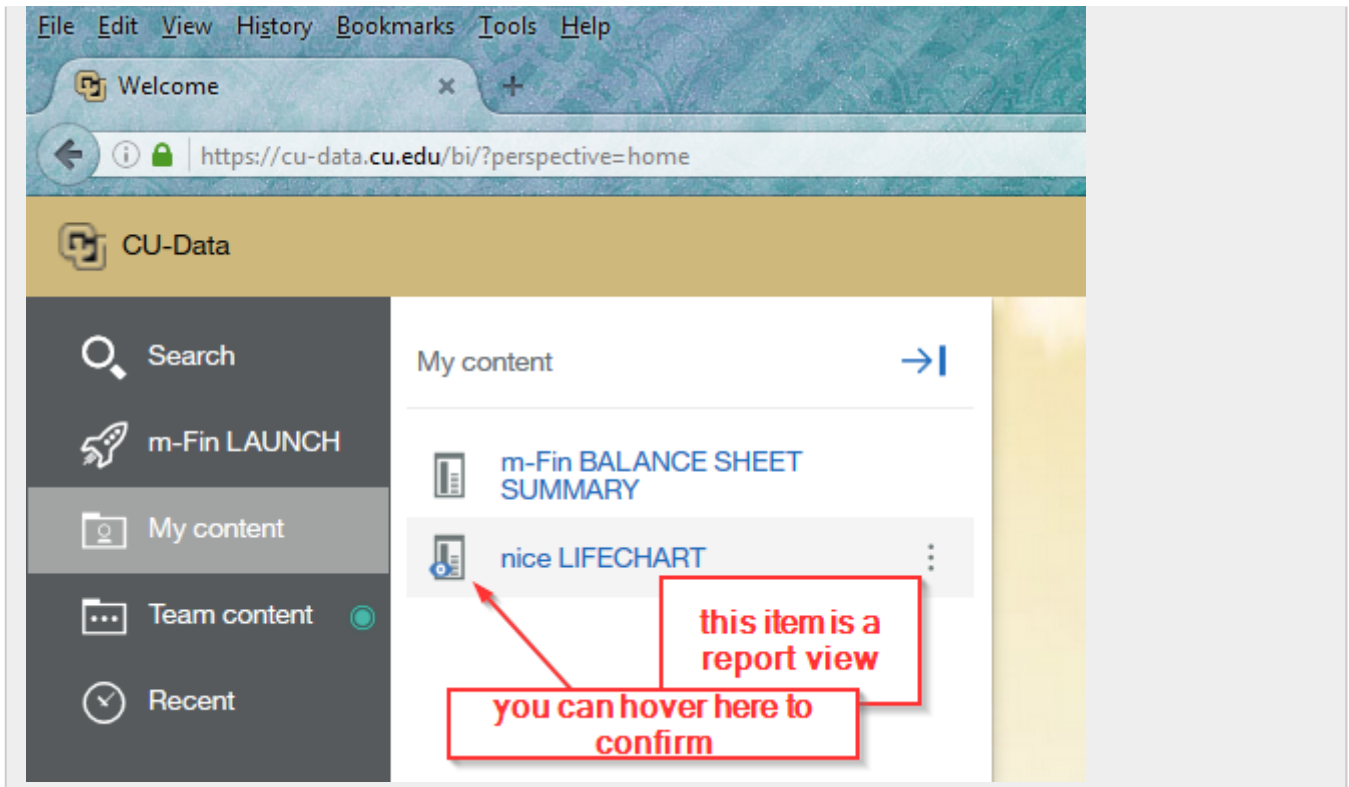 File Edit View History Bookmarks Tools Help
Welcome
https://cu-data.cu.edu/bi/?perspective=home
CU-Data
Search
m-Fin LAUNCH
My content
Team content
Recent
My content
m-Fin BALANCE SHEET
SUMMARY
nice LIFECHART
this item is a
report view
you can hover here to
confirm